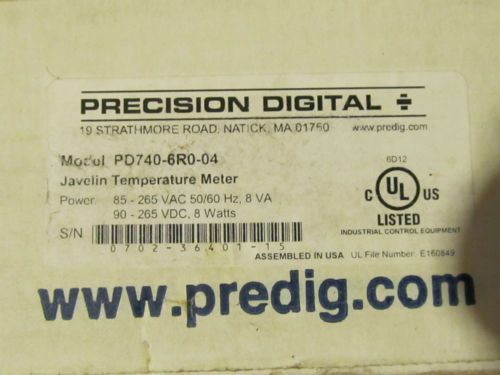 PRECISION DIGITAL
19 STRATHMORE ROAD, NATICK, MA 01760 www.predig.com
Model PD740-6R0-04
Javelin Temperature Meter
Power 85 - 265 VAC 50/60 Hz, 8 VA
90 - 265 VDC, 8 Watts
S/N
0702-36401-15
6D12
C UL US
LISTED
INDUSTRIAL CONTROL EQUIPMENT
ASSEMBLED IN USA UL File Number: E160849
www.predig.com